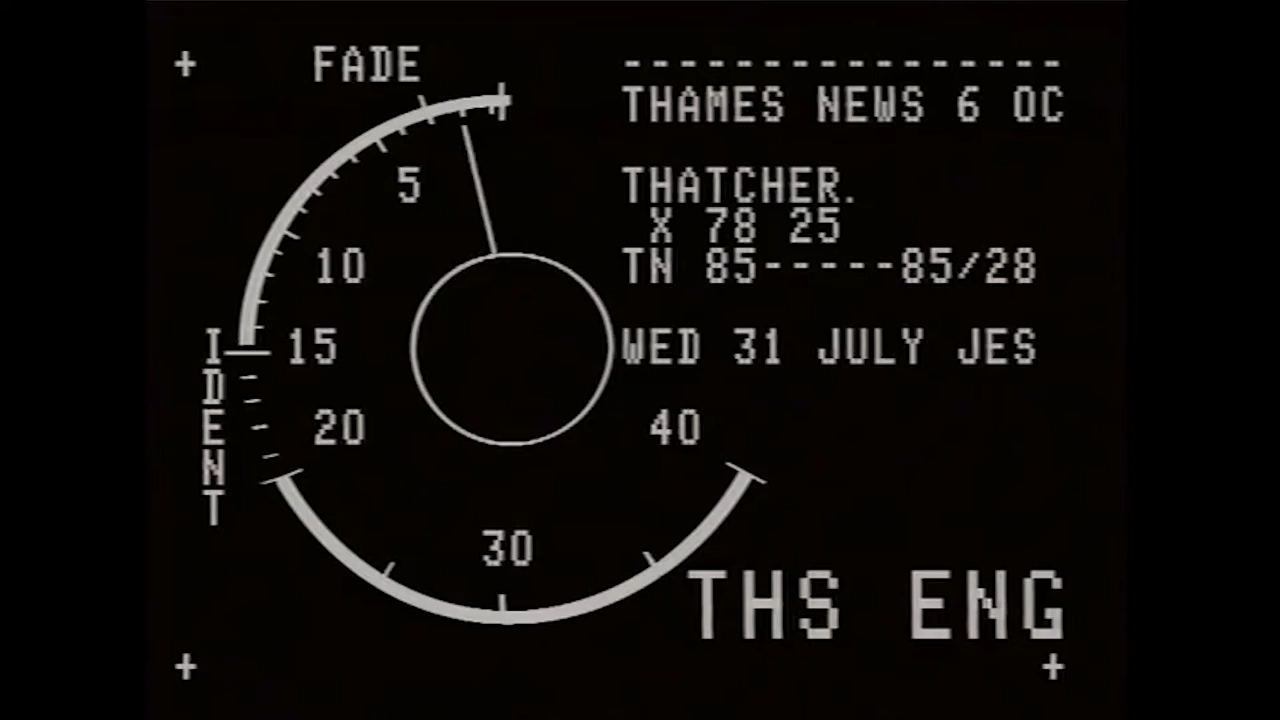 + FADE ----------------
THAMES NEWS 6 OC
5 THATCHER.
X 78 25
10 TN 85-----85/28
IDENT 15 WED 31 JULY JES
20 40
30
THS ENG
+ +